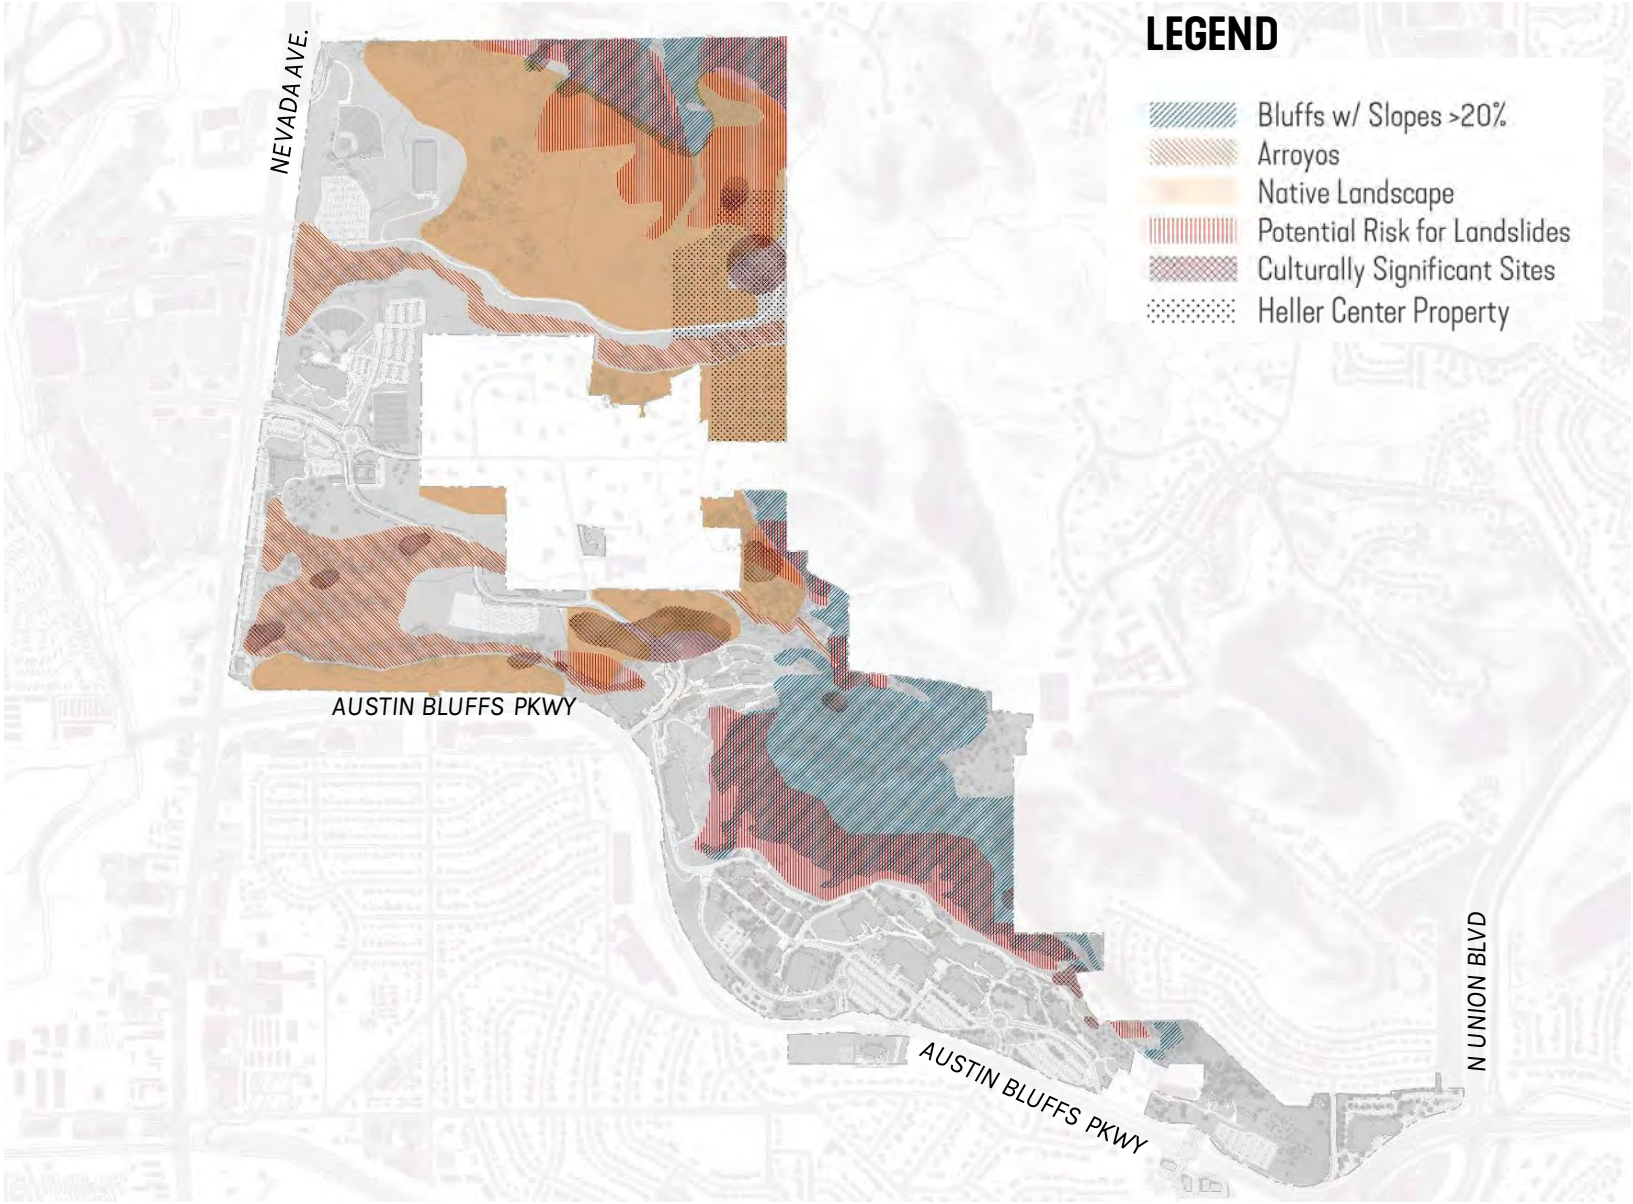 LEGEND
NEVADA AVE.
Bluffs w/ Slopes >20%
Arroyos
Native Landscape
Potential Risk for Landslides
Culturally Significant Sites
Heller Center Property
AUSTIN BLUFFS PKWY
N UNION BLVD
AUSTIN BLUFFS PKWY